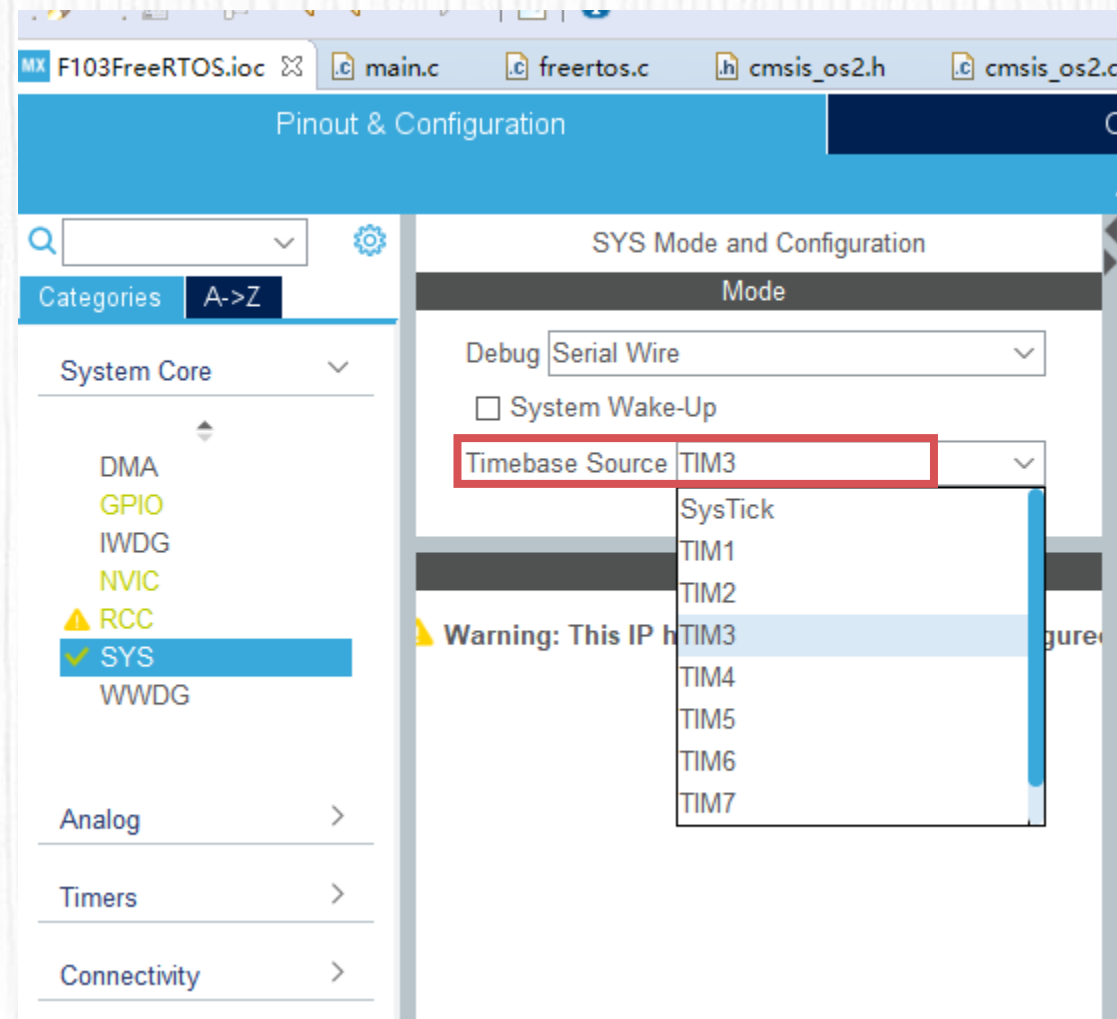 MX F103FreeRTOS.ioc .c main.c .c freertos.c .h cmsis_os2.h .c cmsis_os2.c
Pinout & Configuration
SYS Mode and Configuration
Categories A->Z
Mode
Debug Serial Wire
System Core
System Wake-Up
Timebase Source TIM3
DMA
GPIO
IWDG
NVIC
RCC
SYS
WWDG
SysTick
TIM1
TIM2
TIM3
TIM4
TIM5
TIM6
TIM7
Warning: This IP
Analog
Timers
Connectivity